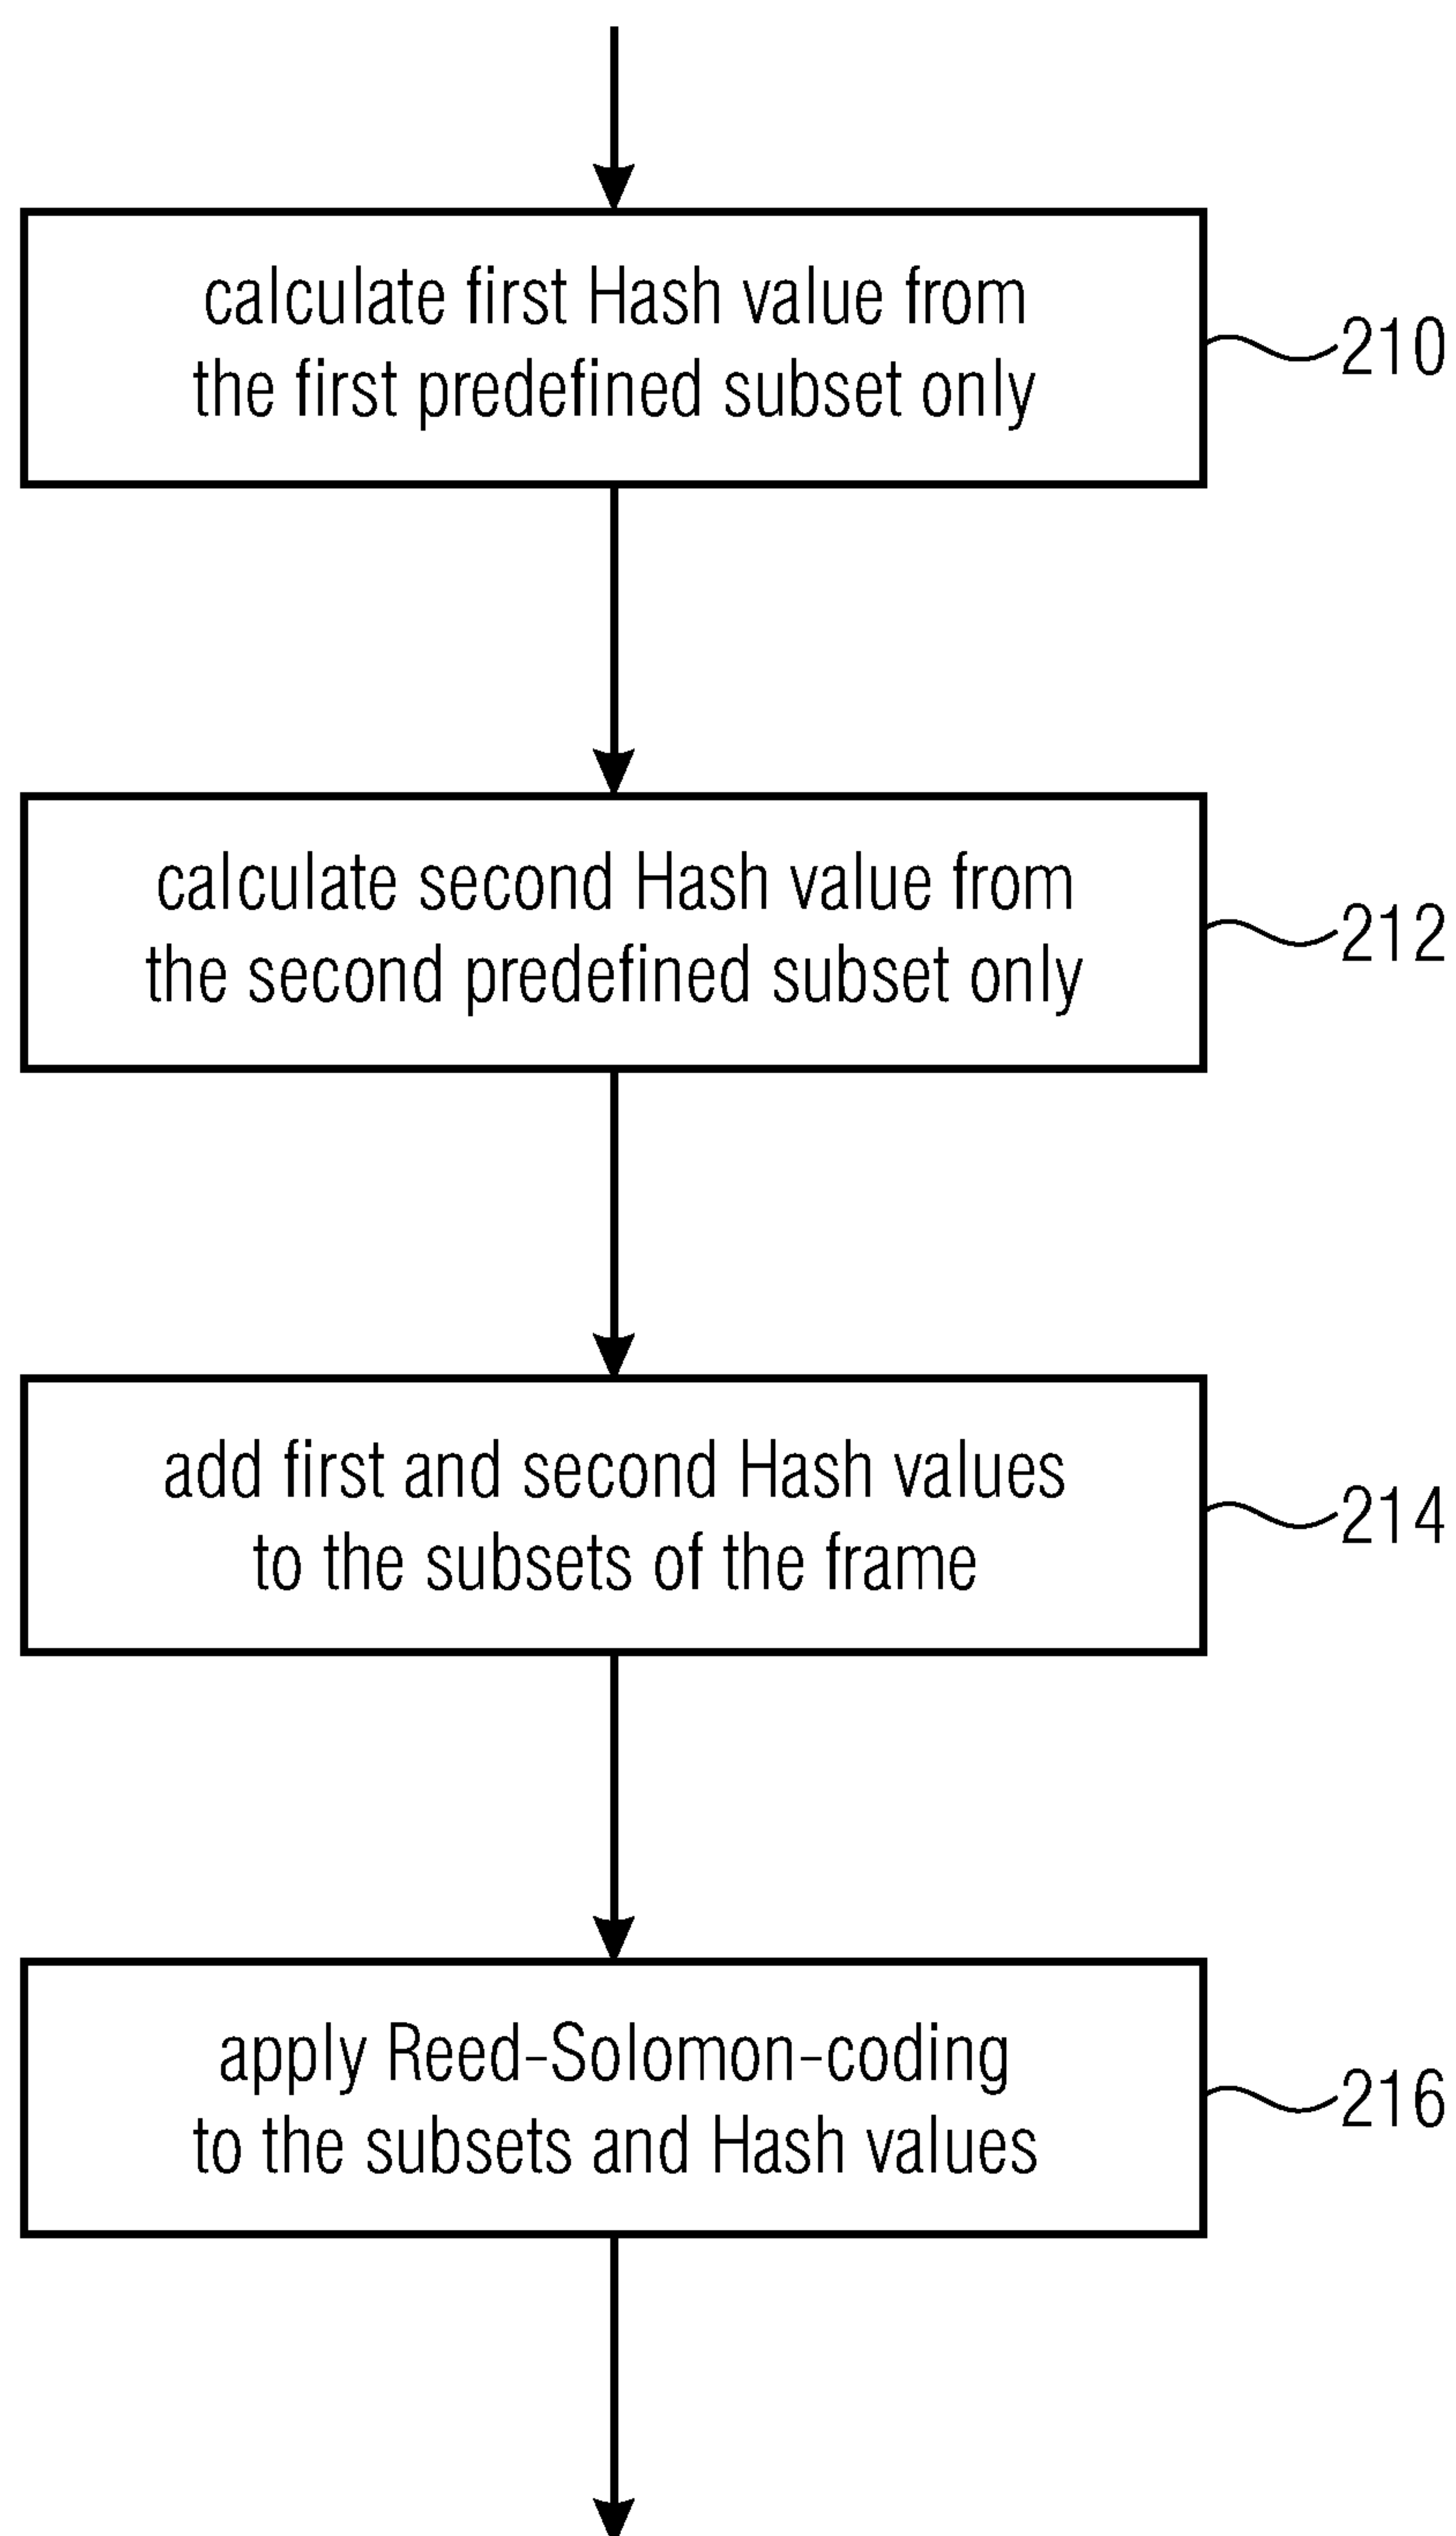 calculate first Hash value from
the first predefined subset only
210
calculate second Hash value from
the second predefined subset only
212
add first and second Hash values
to the subsets of the frame
214
apply Reed-Solomon-coding
to the subsets and Hash values
216